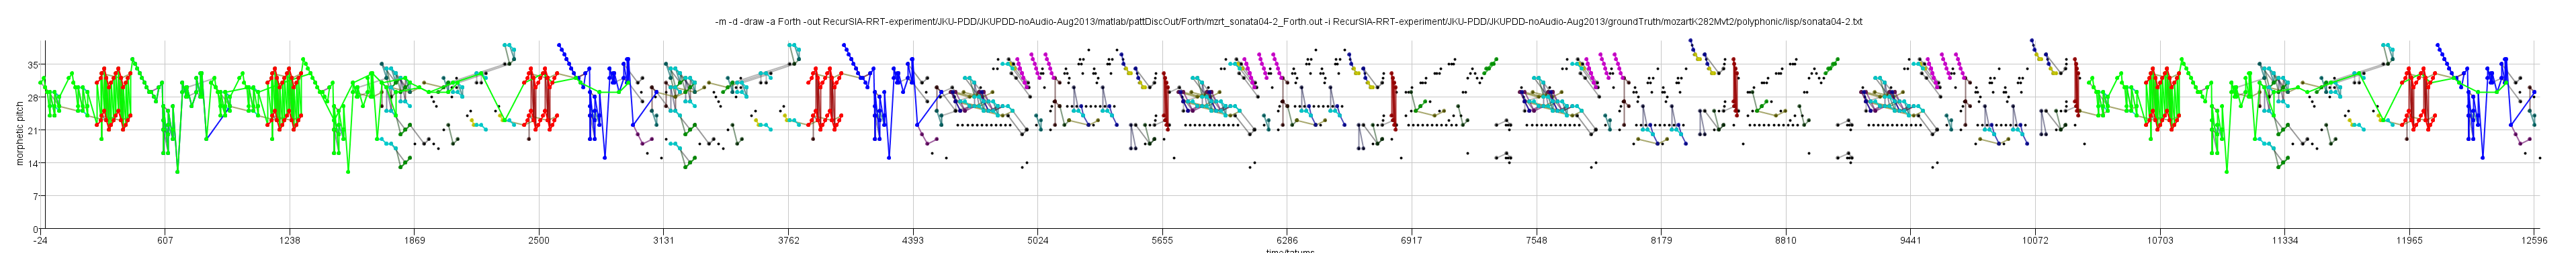 -m -d -draw -a Forth -out RecurSIA-RRT-experiment/JKU-PDD/JKUPDD-noAudio-Aug2013/matlab/pattDiscOut/Forth/mzrt_sonata04-2_Forth.out -i RecurSIA-RRT-experiment/JKU-PDD/JKUPDD-noAudio-Aug2013/groundTruth/mozartK282Mvt2/polyphonic/lisp/sonata04-2.txt
morphetic pitch
35
28
21
14
7
0
-24 607 1238 1869 2500 3131 3762 4393 5024 5655 6286 6917 7548 8179 8810 9441 10072 10703 11334 11965 12596
time/tatums